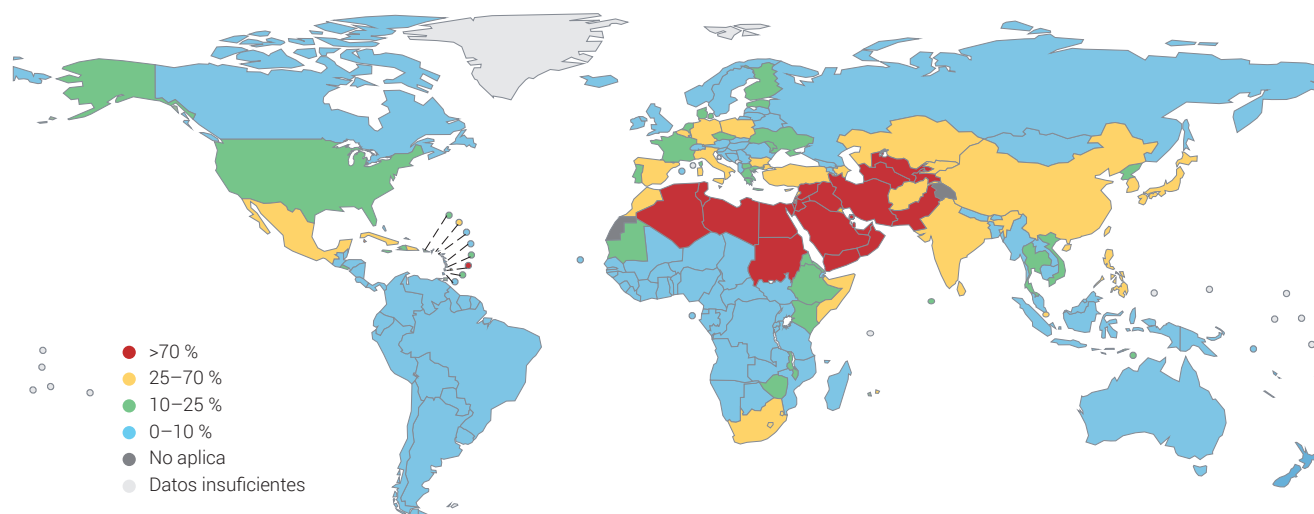 >70 %
25–70 %
10–25 %
0–10 %
No aplica
Datos insuficientes